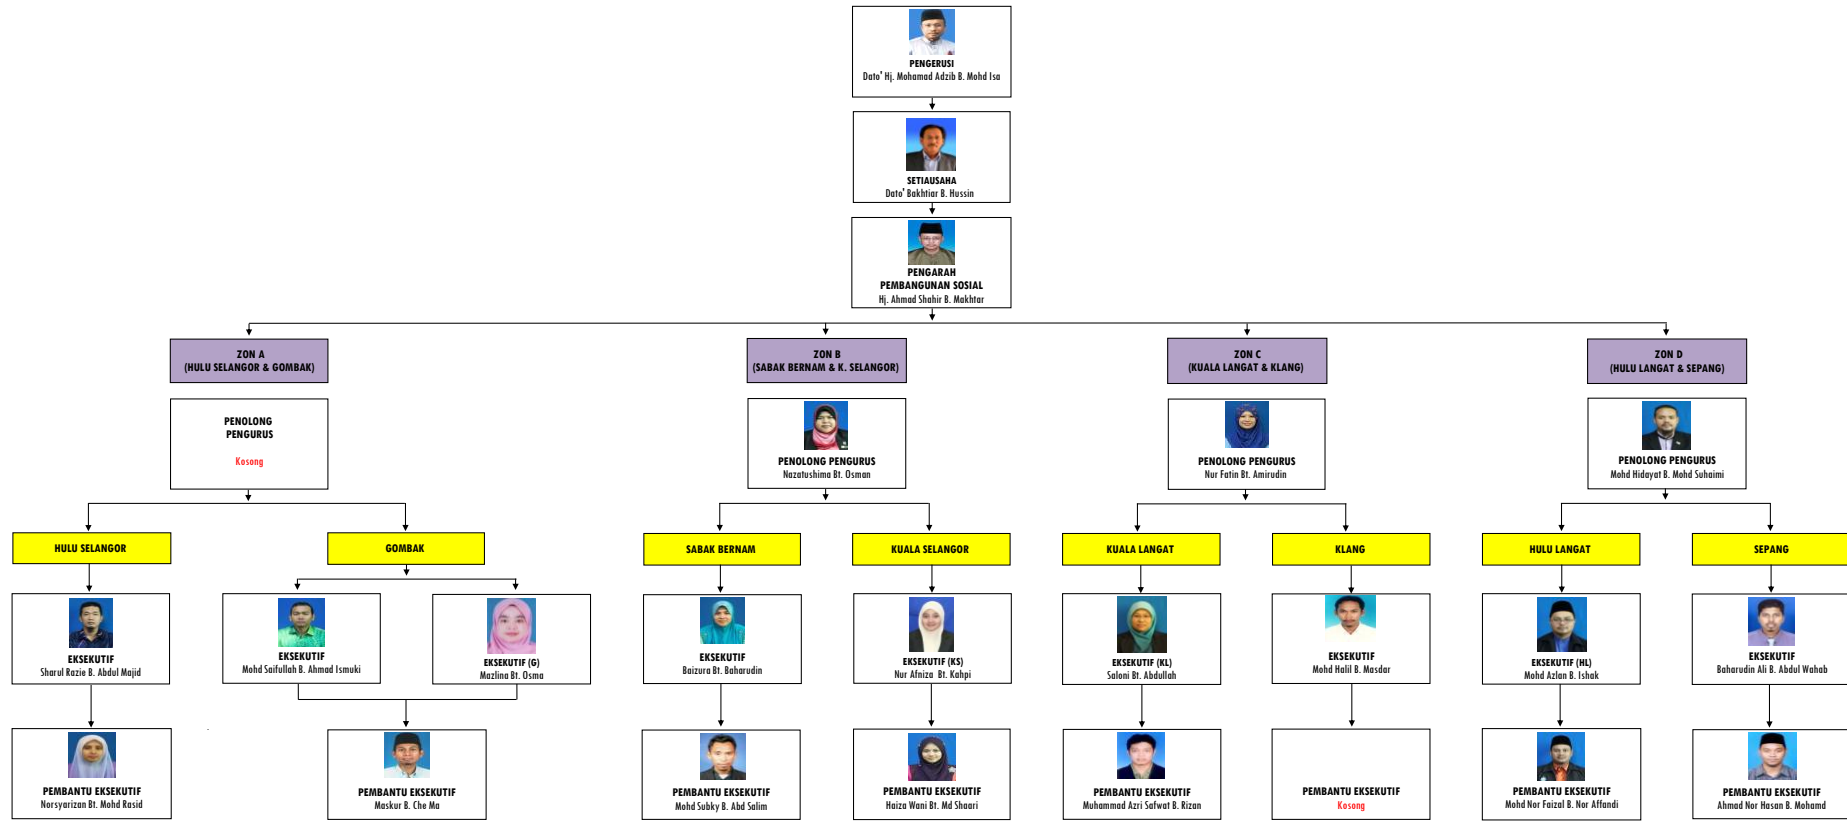 PENGERUSI
Dato' Hj. Mohamad Adzib B. Mohd Isa
SETIAUSAHA
Dato' Bakhtiar B. Hussin
PENGARAH
PEMBANGUNAN SOSIAL
Hj. Ahmad Shahir B. Makhtar
ZON A
(HULU SELANGOR & GOMBAK)
ZON B
(SABAK BERNAM & K. SELANGOR)
ZON C
(KUALA LANGAT & KLANG)
ZON D
(HULU LANGAT & SEPANG)
PENOLONG
PENGURUS
Kosong
PENOLONG PENGURUS
Nazatushima Bt. Osman
PENOLONG PENGURUS
Nur Fatin Bt. Amirudin
PENOLONG PENGURUS
Mohd Hidayat B. Mohd Suhaimi
HULU SELANGOR
GOMBAK
SABAK BERNAM
KUALA SELANGOR
KUALA LANGAT
KLANG
HULU LANGAT
SEPANG
EKSEKUTIF
Sharul Razie B. Abdul Majid
EKSEKUTIF
Mohd Saifullah B. Ahmad Ismuki
EKSEKUTIF (G)
Mazlina Bt. Osma
EKSEKUTIF
Baizura Bt. Baharudin
EKSEKUTIF (KS)
Nur Afniza Bt. Kahpi
EKSEKUTIF (KL)
Saloni Bt. Abdullah
EKSEKUTIF
Mohd Halil B. Masdar
EKSEKUTIF (HL)
Mohd Azlan B. Ishak
EKSEKUTIF
Baharudin Ali B. Abdul Wahab
PEMBANTU EKSEKUTIF
Norsyarizan Bt. Mohd Rasid
PEMBANTU EKSEKUTIF
Maskur B. Che Ma
PEMBANTU EKSEKUTIF
Mohd Subky B. Abd Salim
PEMBANTU EKSEKUTIF
Haiza Wani Bt. Md Shaari
PEMBANTU EKSEKUTIF
Muhammad Azri Safwat B. Rizan
PEMBANTU EKSEKUTIF
Kosong
PEMBANTU EKSEKUTIF
Mohd Nor Faizal B. Nor Affandi
PEMBANTU EKSEKUTIF
Ahmad Nor Hasan B. Mohamd